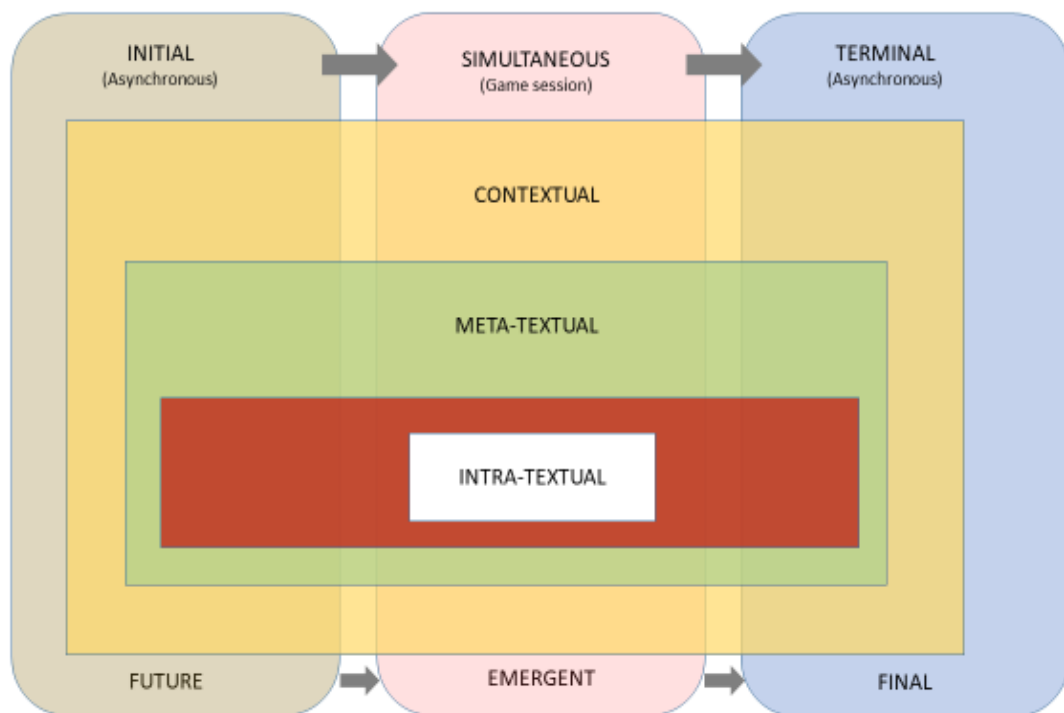 INITIAL
(Asynchronous)
SIMULTANEOUS
(Game session)
TERMINAL
(Asynchronous)
CONTEXTUAL
META-TEXTUAL
INTRA-TEXTUAL
FUTURE
EMERGENT
FINAL